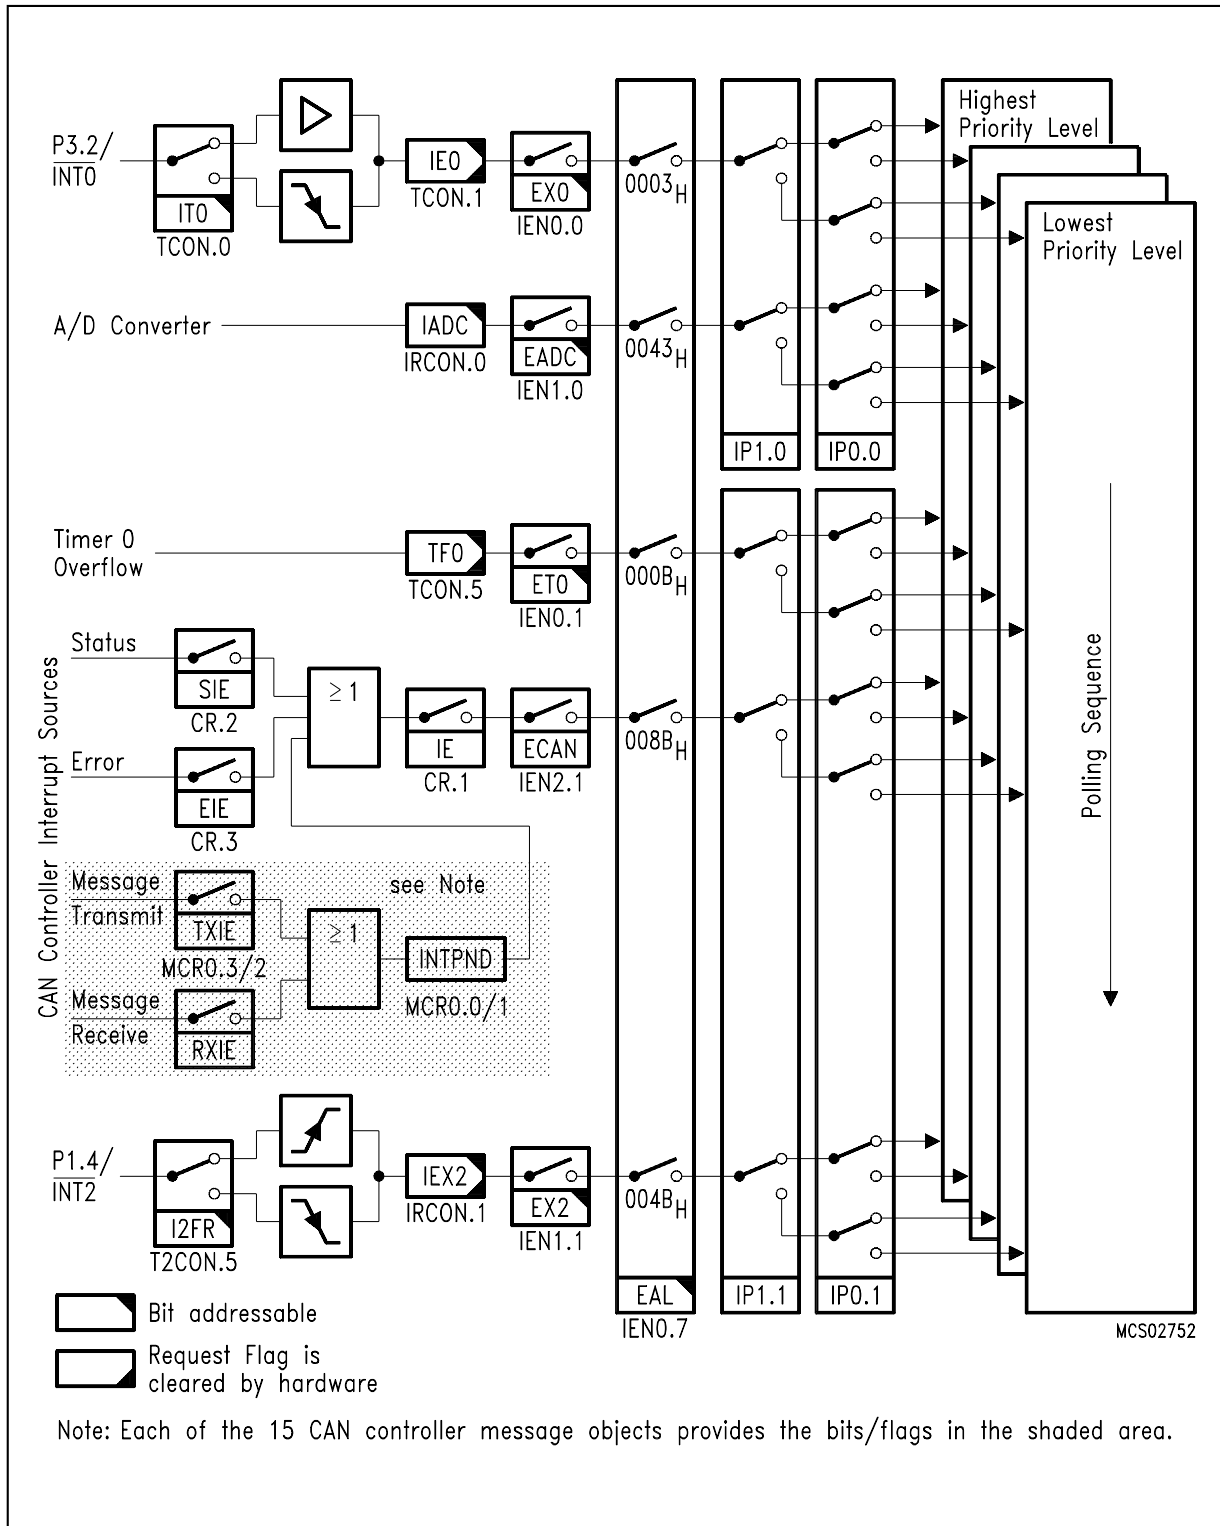 P3.2/
INT0
IT0
TCON.0
IE0
TCON.1
EX0
IEN0.0
0003H
Highest
Priority Level
Lowest
Priority Level
A/D Converter
IADC
IRCON.0
EADC
IEN1.0
0043H
IP1.0
IP0.0
Timer 0
Overflow
TF0
TCON.5
ET0
IEN0.1
000BH
CAN Controller Interrupt Sources
Status
SIE
CR.2
≥ 1
IE
CR.1
ECAN
IEN2.1
008BH
Error
EIE
CR.3
Polling Sequence
Message
Transmit
TXIE
MCR0.3/2
see Note
≥ 1
INTPND
MCR0.0/1
Message
Receive
RXIE
P1.4/
INT2
I2FR
T2CON.5
IEX2
IRCON.1
EX2
IEN1.1
004BH
EAL
IEN0.7
IP1.1
IP0.1
MCS02752
Bit addressable
Request Flag is
cleared by hardware
Note: Each of the 15 CAN controller message objects provides the bits/flags in the shaded area.